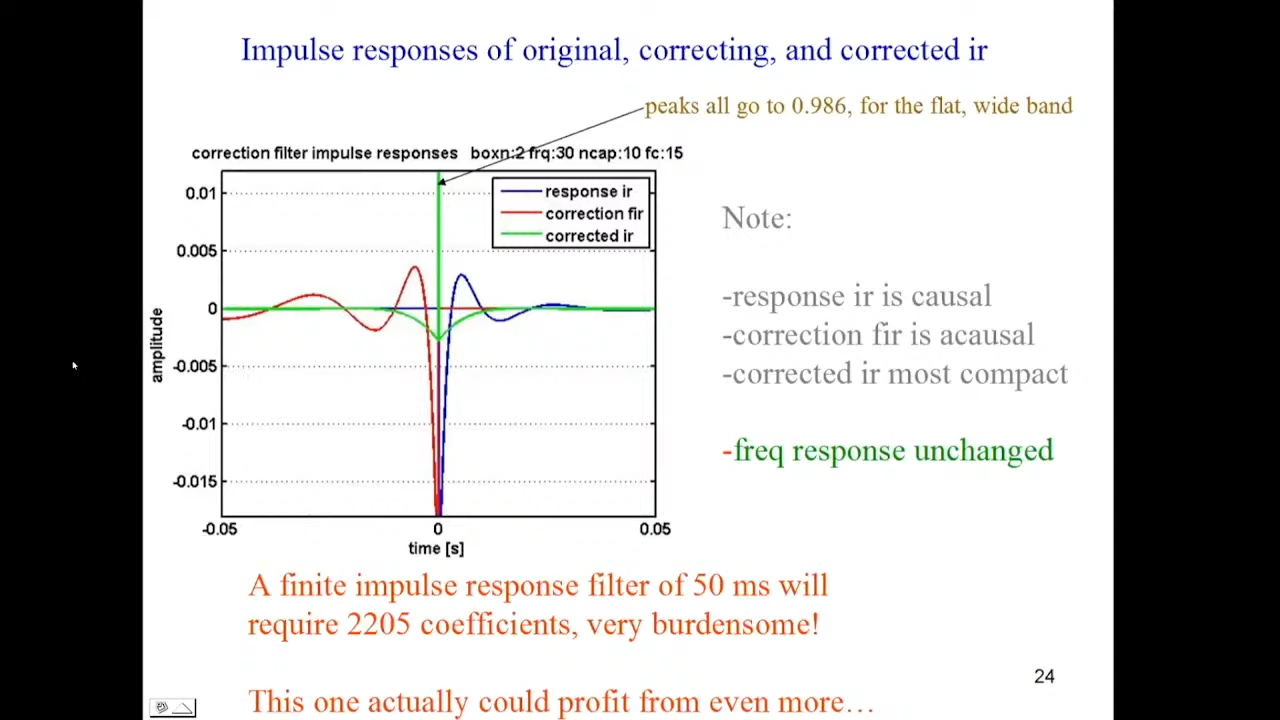 Impulse responses of original, correcting, and corrected ir
peaks all go to 0.986, for the flat, wide band
correction filter impulse responses boxn:2 frq:30 ncap:10 fc:15
response ir
correction fir
corrected ir
0.01
0.005
0
-0.005
-0.01
-0.015
amplitude
-0.05
0
0.05
time [s]
Note:
-response ir is causal
-correction fir is acausal
-corrected ir most compact
-freq response unchanged
A finite impulse response filter of 50 ms will
require 2205 coefficients, very burdensome!
24
This one actually could profit from even more…